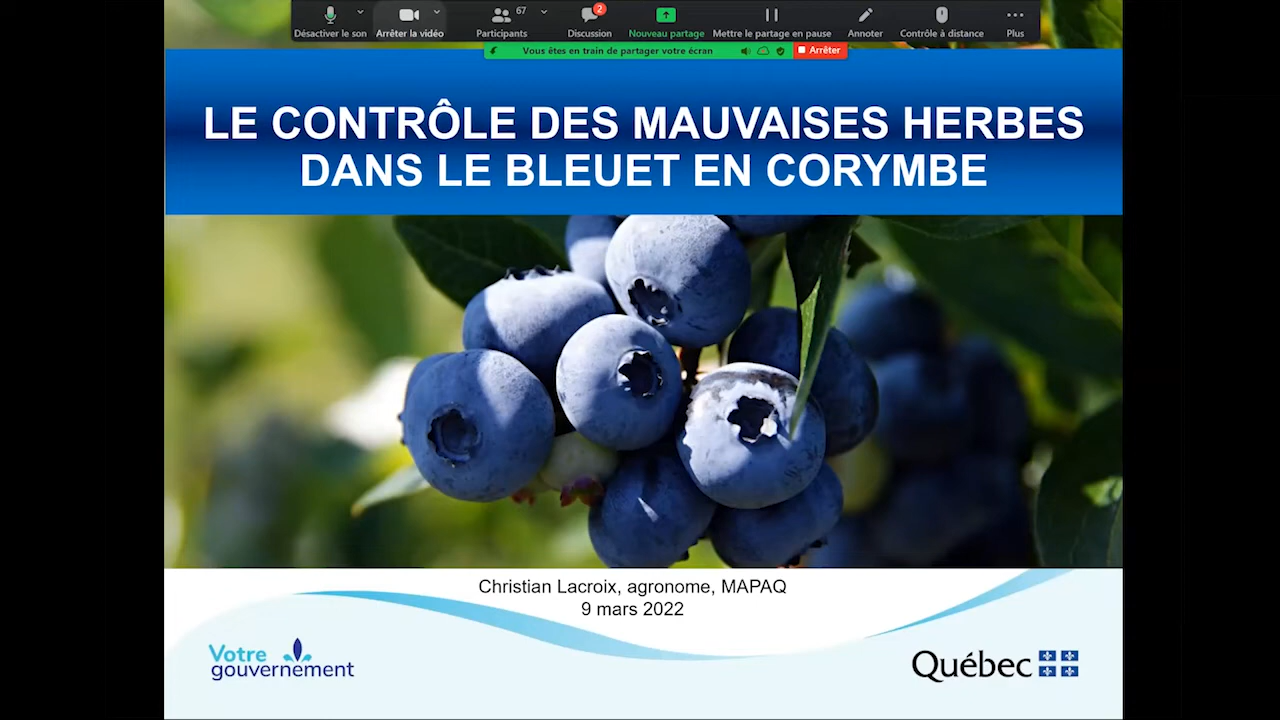 67
2
Désactiver le son
Arrêter la vidéo
Participants
Discussion
Nouveau partage
Mettre le partage en pause
Annoter
Contrôle à distance
Plus
Vous êtes en train de partager votre écran
Arrêter
LE CONTRÔLE DES MAUVAISES HERBES
DANS LE BLEUET EN CORYMBE
Christian Lacroix, agronome, MAPAQ
9 mars 2022
Votre
gouvernement
Québec